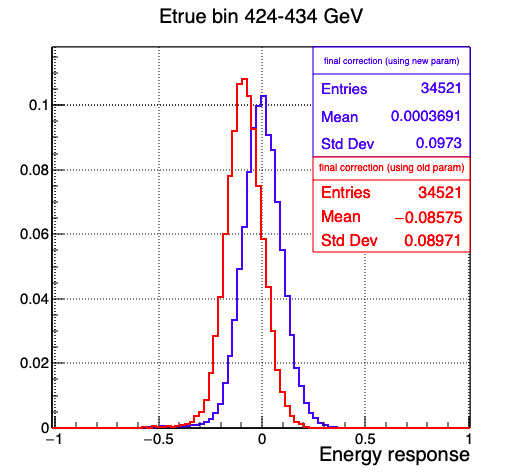 Etrue bin 424-434 GeV
final correction (using new param)
Entries 34521
Mean 0.0003691
Std Dev 0.0973
final correction (using old param)
Entries 34521
Mean −0.08575
Std Dev 0.08971
0.1
0.08
0.06
0.04
0.02
0
−1 −0.5 0 0.5 1
Energy response